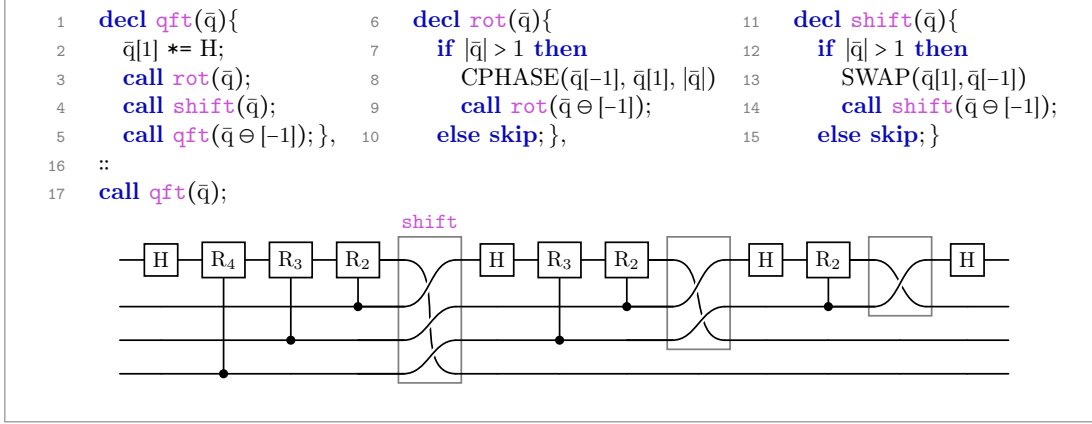 1 decl qft(q̄){
2 q̄[1] *= H;
3 call rot(q̄);
4 call shift(q̄);
5 call qft(q̄ ⊖ [−1]); },
6 decl rot(q̄){
7 if |q̄| > 1 then
8 CPHASE(q̄[-1], q̄[1], |q̄|)
9 call rot(q̄ ⊖ [−1]);
10 else skip; },
11 decl shift(q̄){
12 if |q̄| > 1 then
13 SWAP(q̄[1],q̄[-1])
14 call shift(q̄ ⊖ [−1]);
15 else skip; }
16 ::
17 call qft(q̄);
shift
H R₄ R₃ R₂ H R₃ R₂ H R₂ H